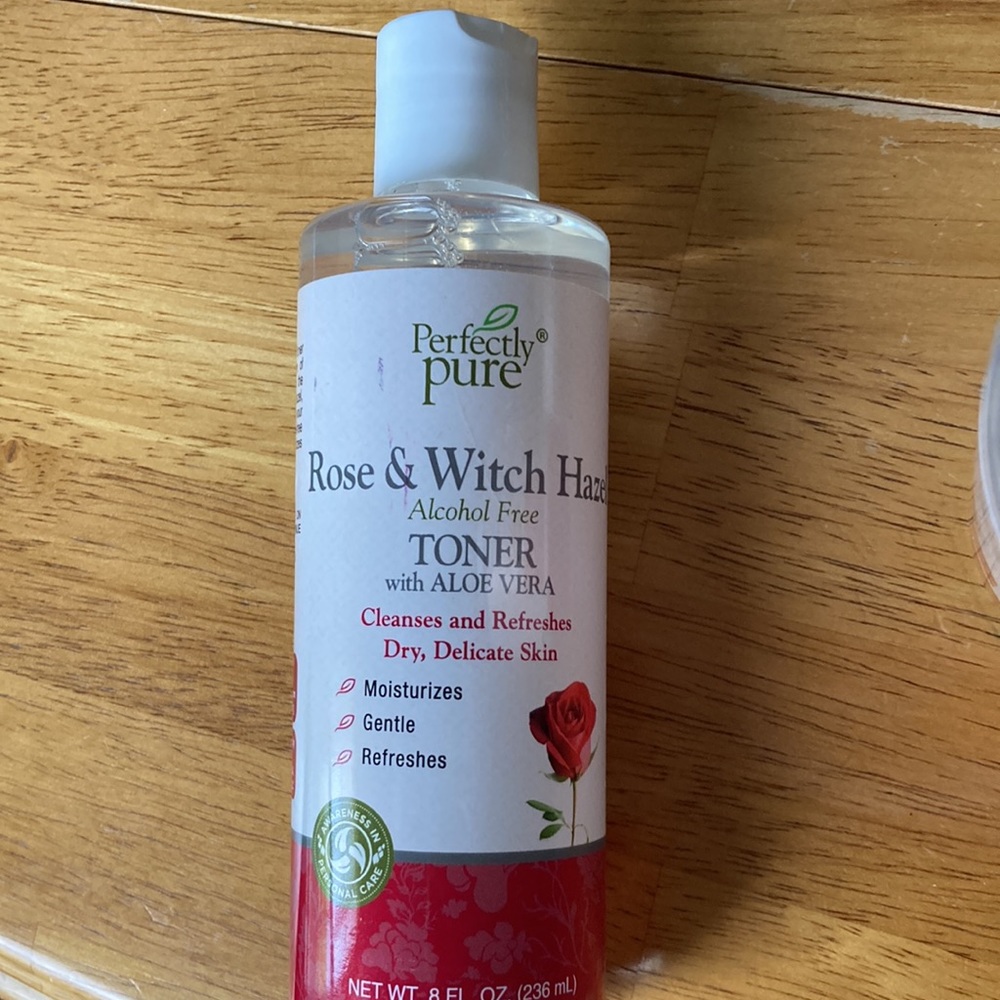 Perfectly®
pure
Rose & Witch Hazel
Alcohol Free
TONER
with ALOE VERA
Cleanses and Refreshes
Dry, Delicate Skin
Moisturizes
Gentle
Refreshes
AWARENESS IN
PERSONAL CARE
NET WT. 8 FL. OZ. (236 mL)